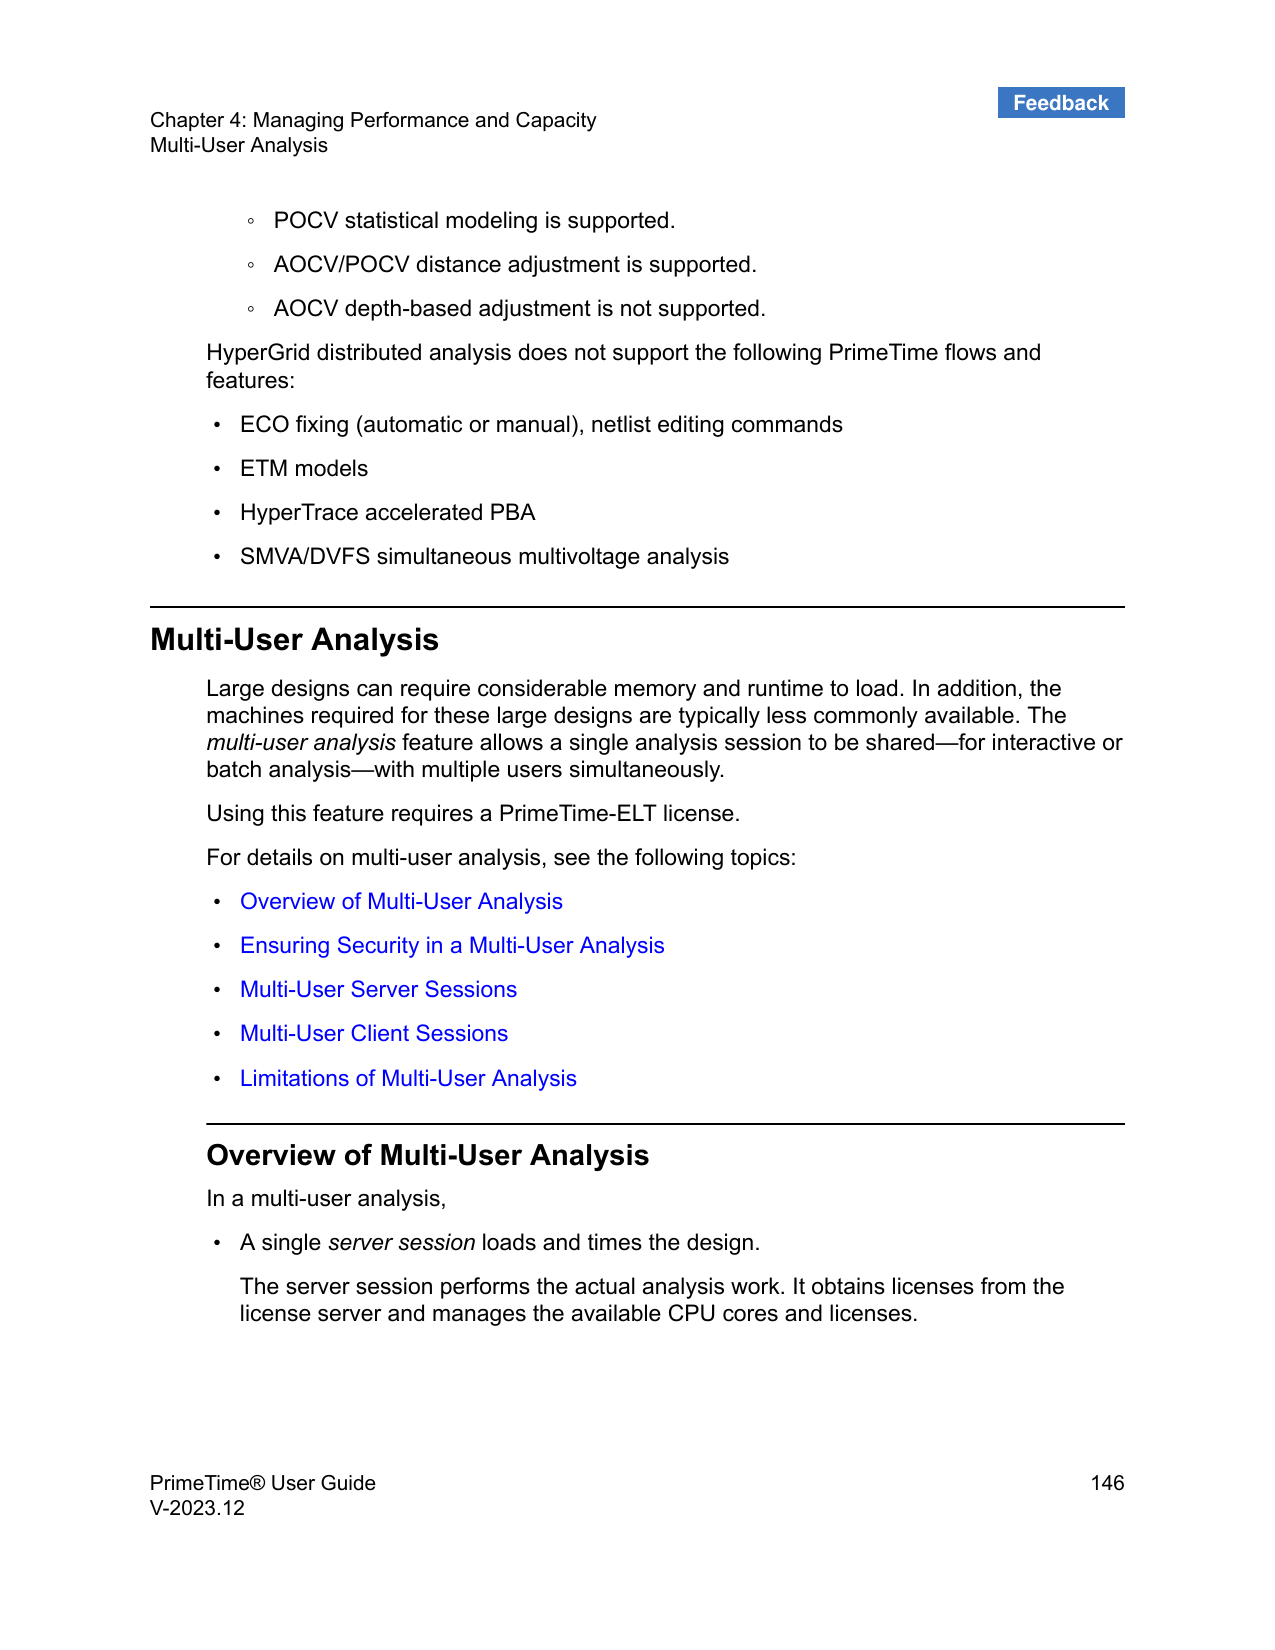 Feedback
Chapter 4: Managing Performance and Capacity
Multi-User Analysis
◦ POCV statistical modeling is supported.
◦ AOCV/POCV distance adjustment is supported.
◦ AOCV depth-based adjustment is not supported.
HyperGrid distributed analysis does not support the following PrimeTime flows and
features:
• ECO fixing (automatic or manual), netlist editing commands
• ETM models
• HyperTrace accelerated PBA
• SMVA/DVFS simultaneous multivoltage analysis
Multi-User Analysis
Large designs can require considerable memory and runtime to load. In addition, the
machines required for these large designs are typically less commonly available. The
multi-user analysis feature allows a single analysis session to be shared—for interactive or
batch analysis—with multiple users simultaneously.
Using this feature requires a PrimeTime-ELT license.
For details on multi-user analysis, see the following topics:
• Overview of Multi-User Analysis
• Ensuring Security in a Multi-User Analysis
• Multi-User Server Sessions
• Multi-User Client Sessions
• Limitations of Multi-User Analysis
Overview of Multi-User Analysis
In a multi-user analysis,
• A single server session loads and times the design.
The server session performs the actual analysis work. It obtains licenses from the
license server and manages the available CPU cores and licenses.
PrimeTime® User Guide
V-2023.12
146